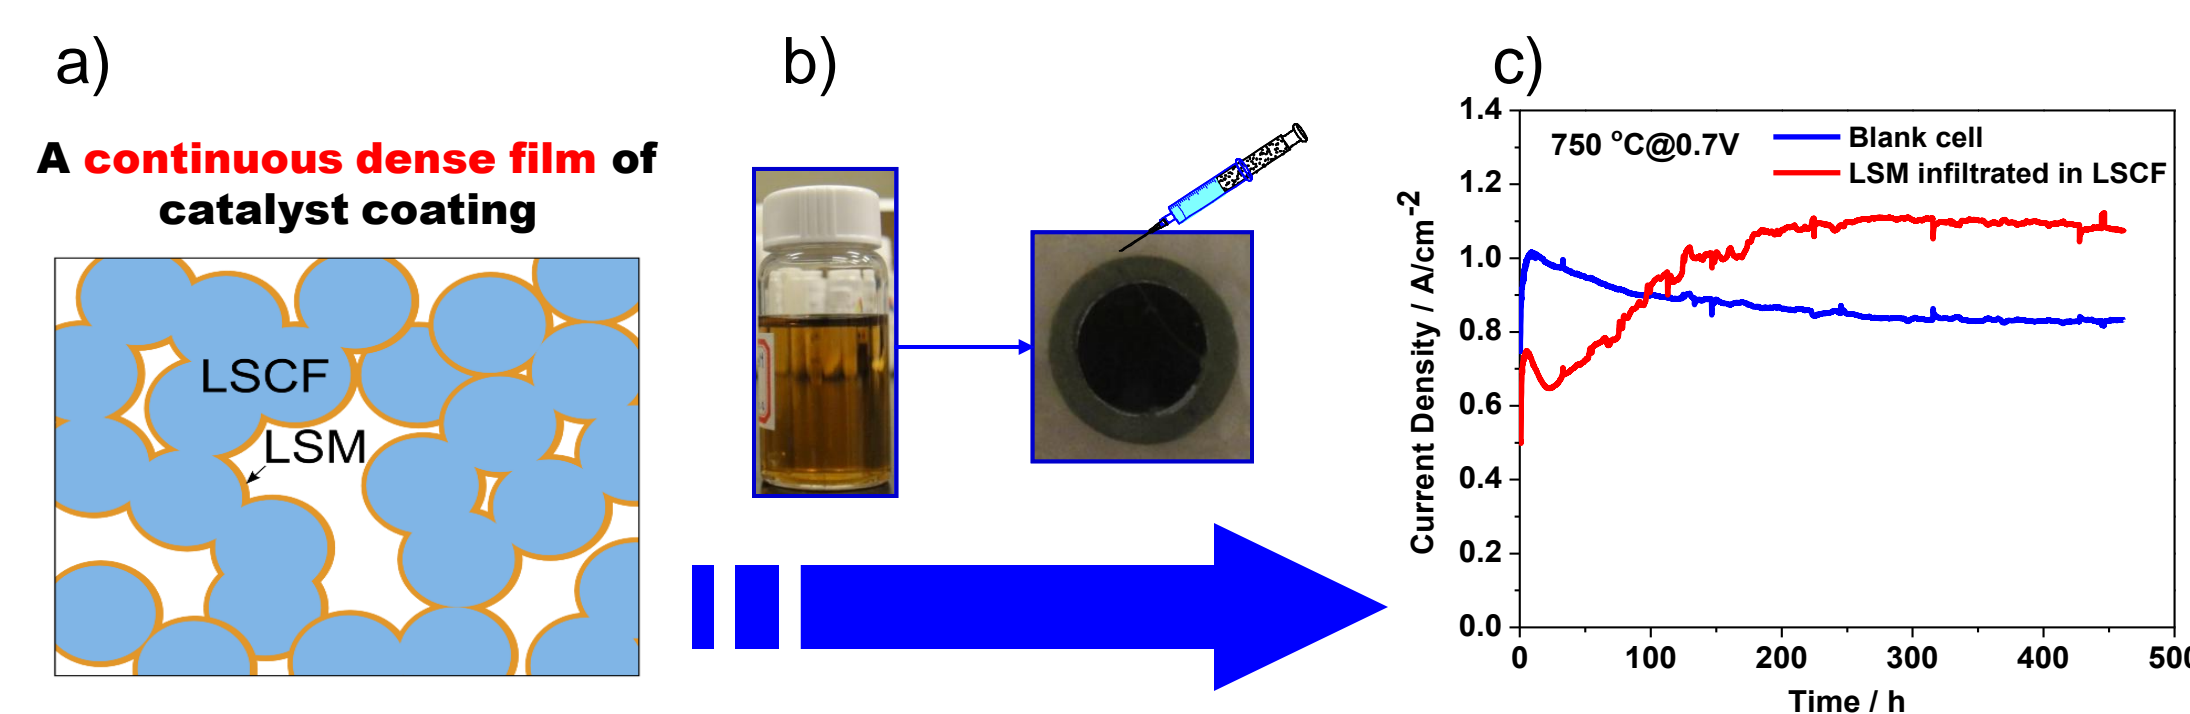 a)
A continuous dense film of
catalyst coating
LSCF
LSM
b)
c)
750 °C@0.7V
Blank cell
LSM infiltrated in LSCF
Current Density / A/cm⁻²
1.4
1.2
1.0
0.8
0.6
0.4
0.2
0.0
0 100 200 300 400 500
Time / h